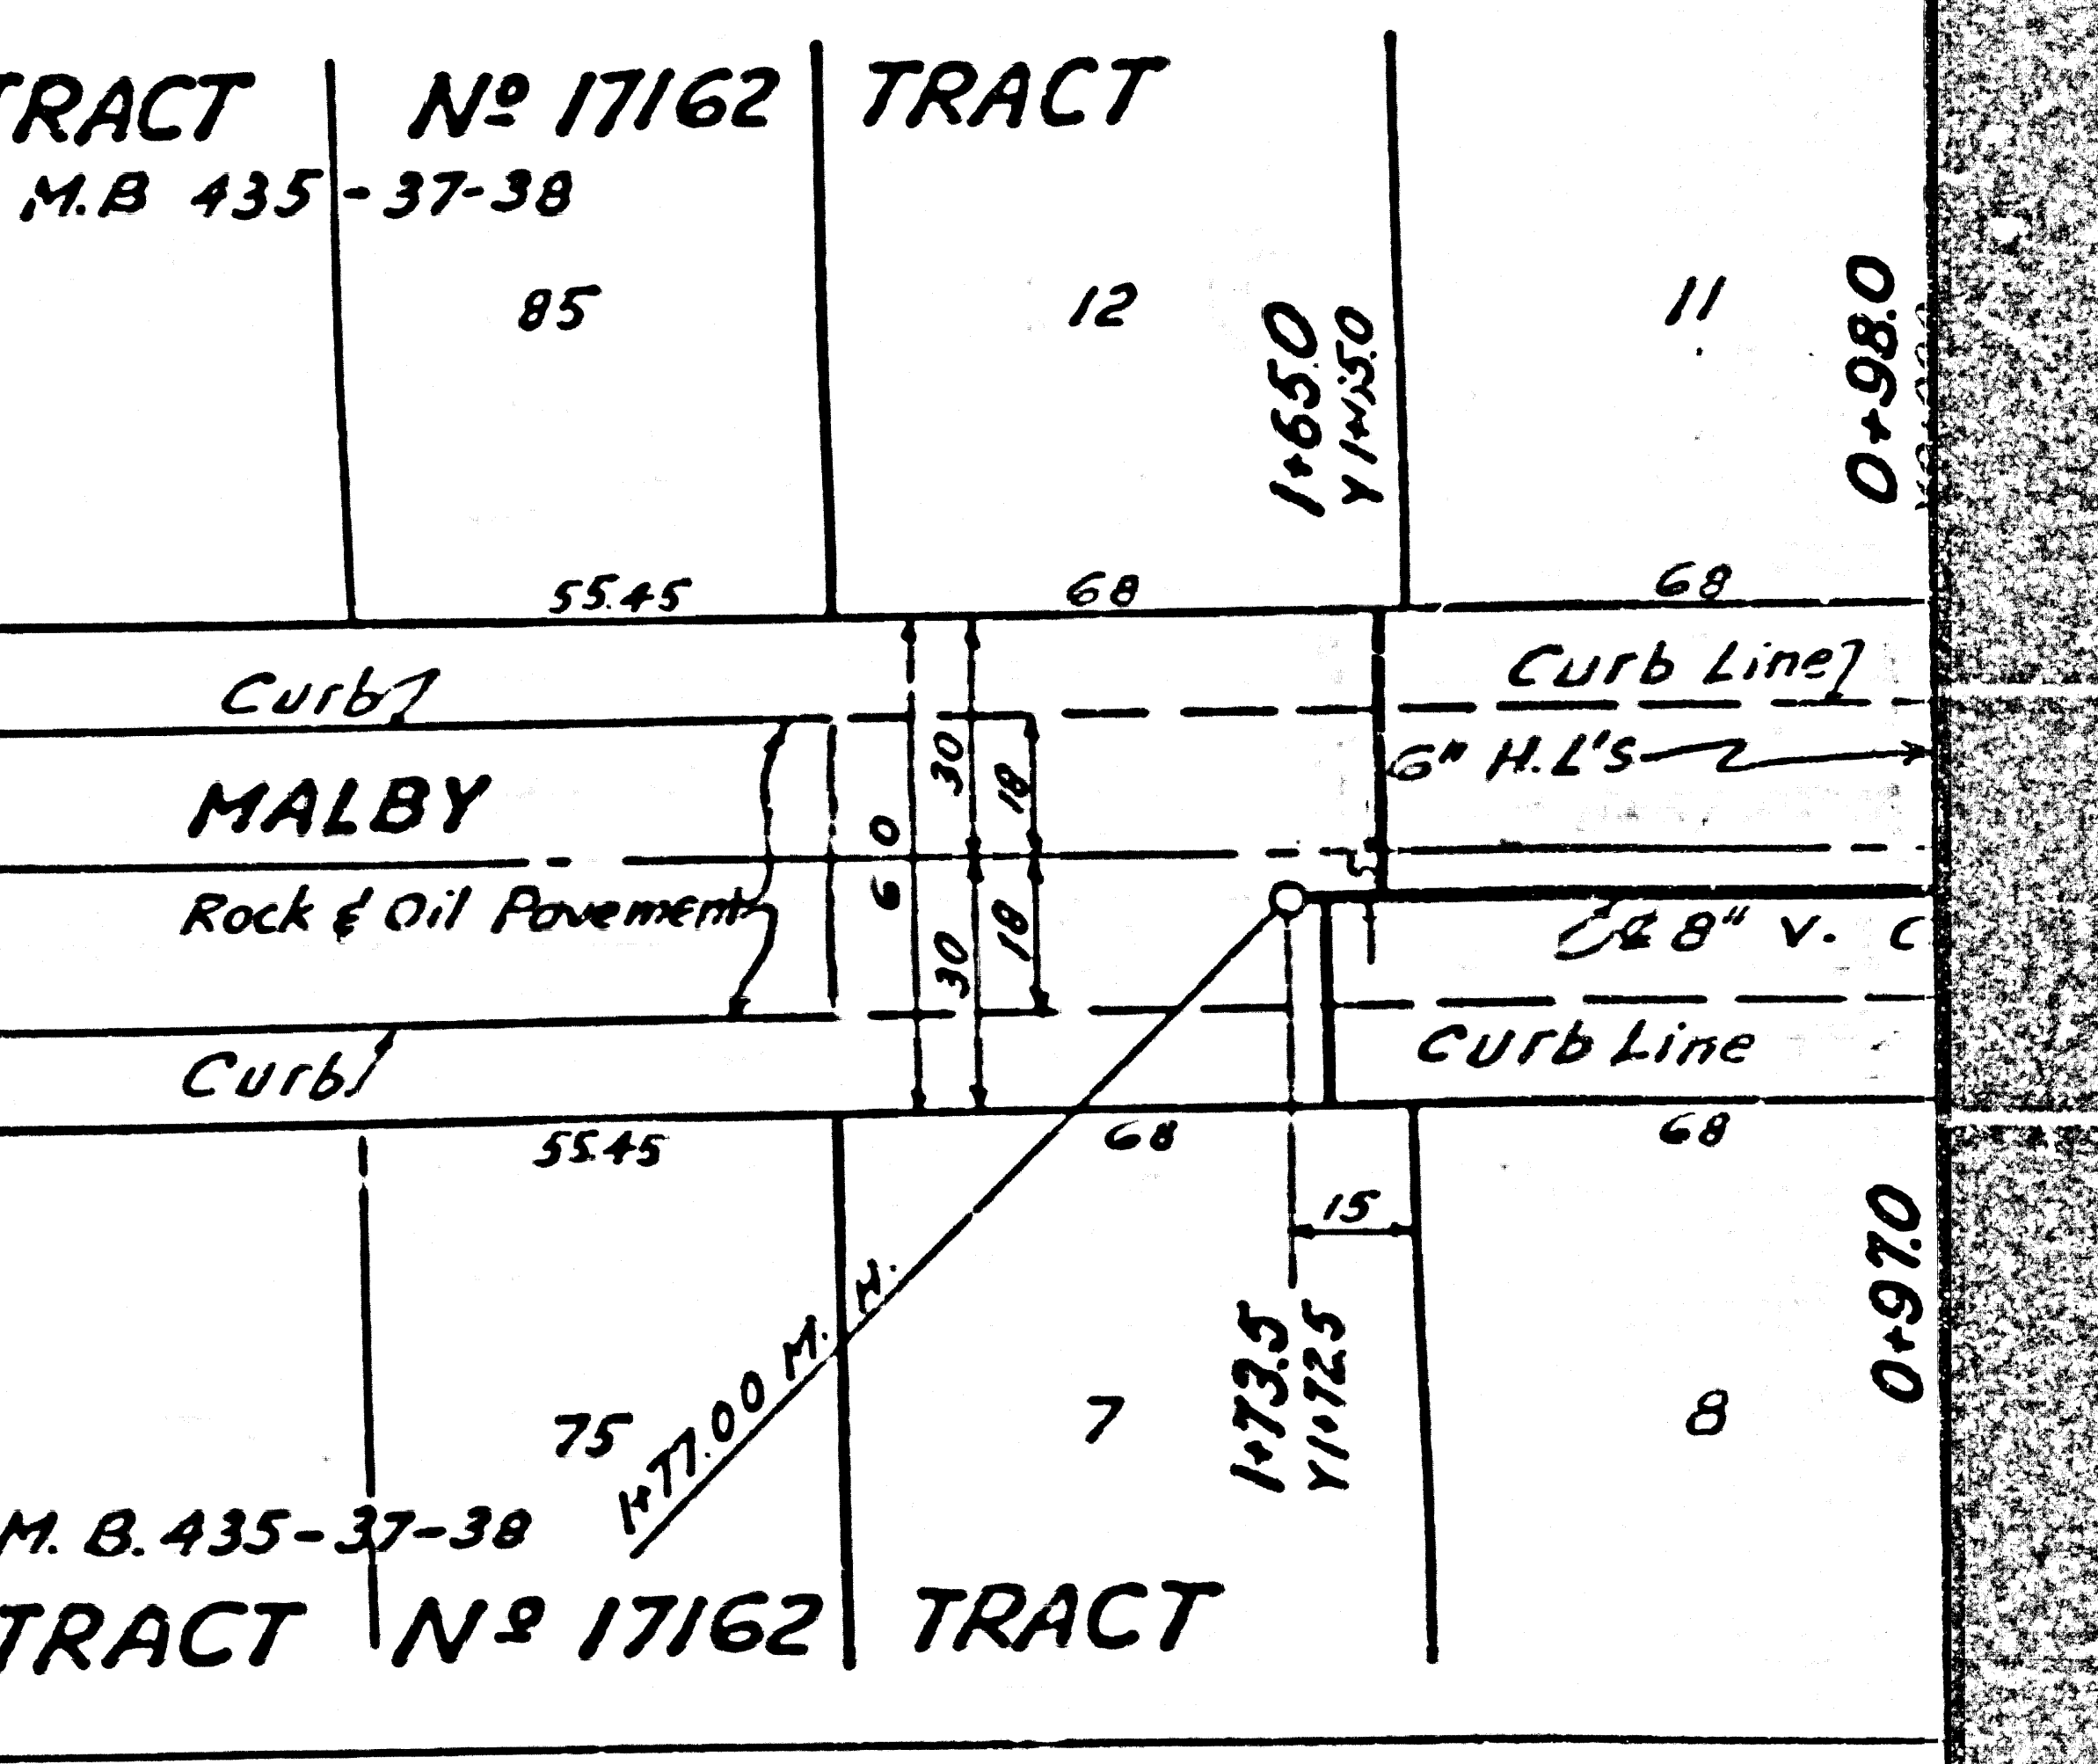 TRACT Nº 17162 TRACT
M.B 435-37-38
85
12
11
1+65.0
0+98.0
55.45
68
68
Curb
Curb Line
6" H.L'S
MALBY
30
18
60
5
Rock & Oil Pavement
30
18
℄ 8" V. C
Curb
Curb Line
55.45
68
68
15
1+77.00 M. H.
1+73.5
Y 1+72.5
0+97.0
75
7
8
M. B. 435-37-38
TRACT Nº 17162 TRACT